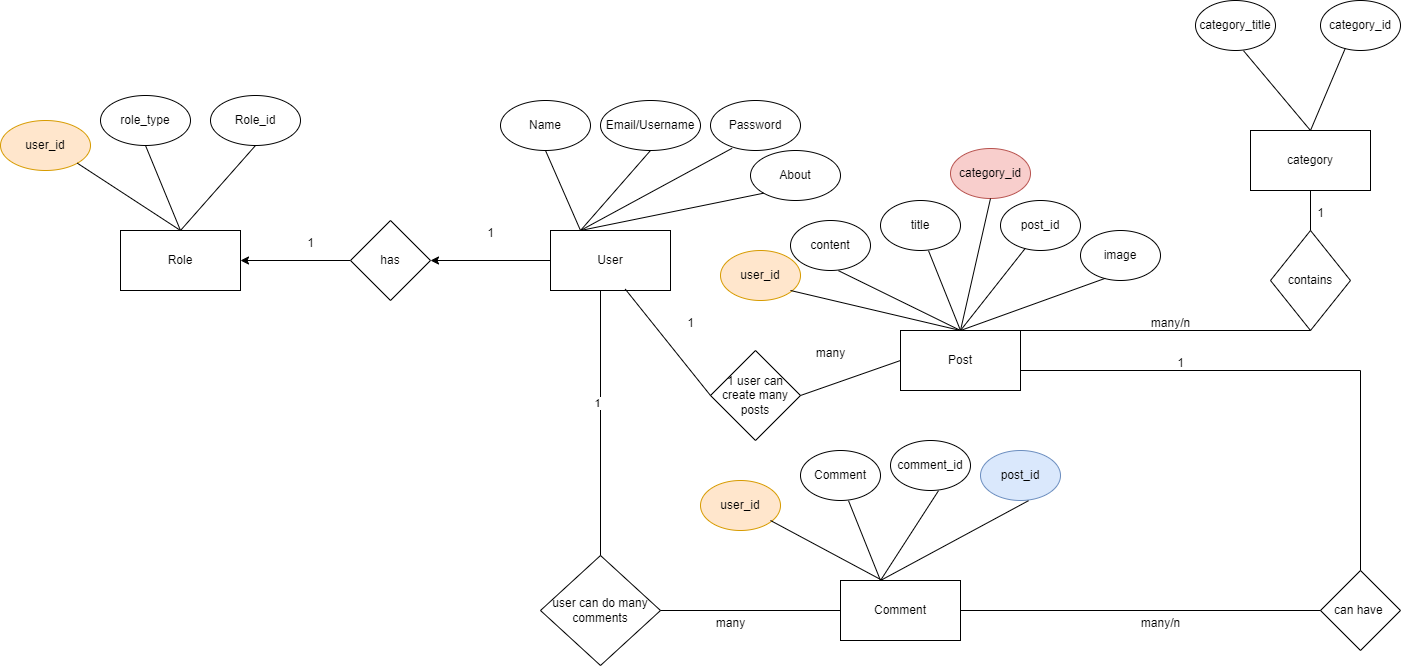 category_title
category_id
role_type
Role_id
user_id
Name
Email/Username
Password
About
category
category_id
title
post_id
content
image
user_id
1
1
1
Role
has
User
contains
1
many/n
many
Post
1
1 user can
create many
posts
1
Comment
comment_id
post_id
user_id
user can do many
comments
many
Comment
many/n
can have